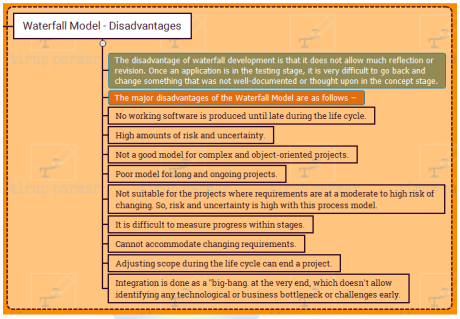 Waterfall Model - Disadvantages
The disadvantage of waterfall development is that it does not allow much reflection or
revision. Once an application is in the testing stage, it is very difficult to go back and
change something that was not well-documented or thought upon in the concept stage.
The major disadvantages of the Waterfall Model are as follows −
No working software is produced until late during the life cycle.
High amounts of risk and uncertainty.
Not a good model for complex and object-oriented projects.
Poor model for long and ongoing projects.
Not suitable for the projects where requirements are at a moderate to high risk of
changing. So, risk and uncertainty is high with this process model.
It is difficult to measure progress within stages.
Cannot accommodate changing requirements.
Adjusting scope during the life cycle can end a project.
Integration is done as a "big-bang. at the very end, which doesn't allow
identifying any technological or business bottleneck or challenges early.